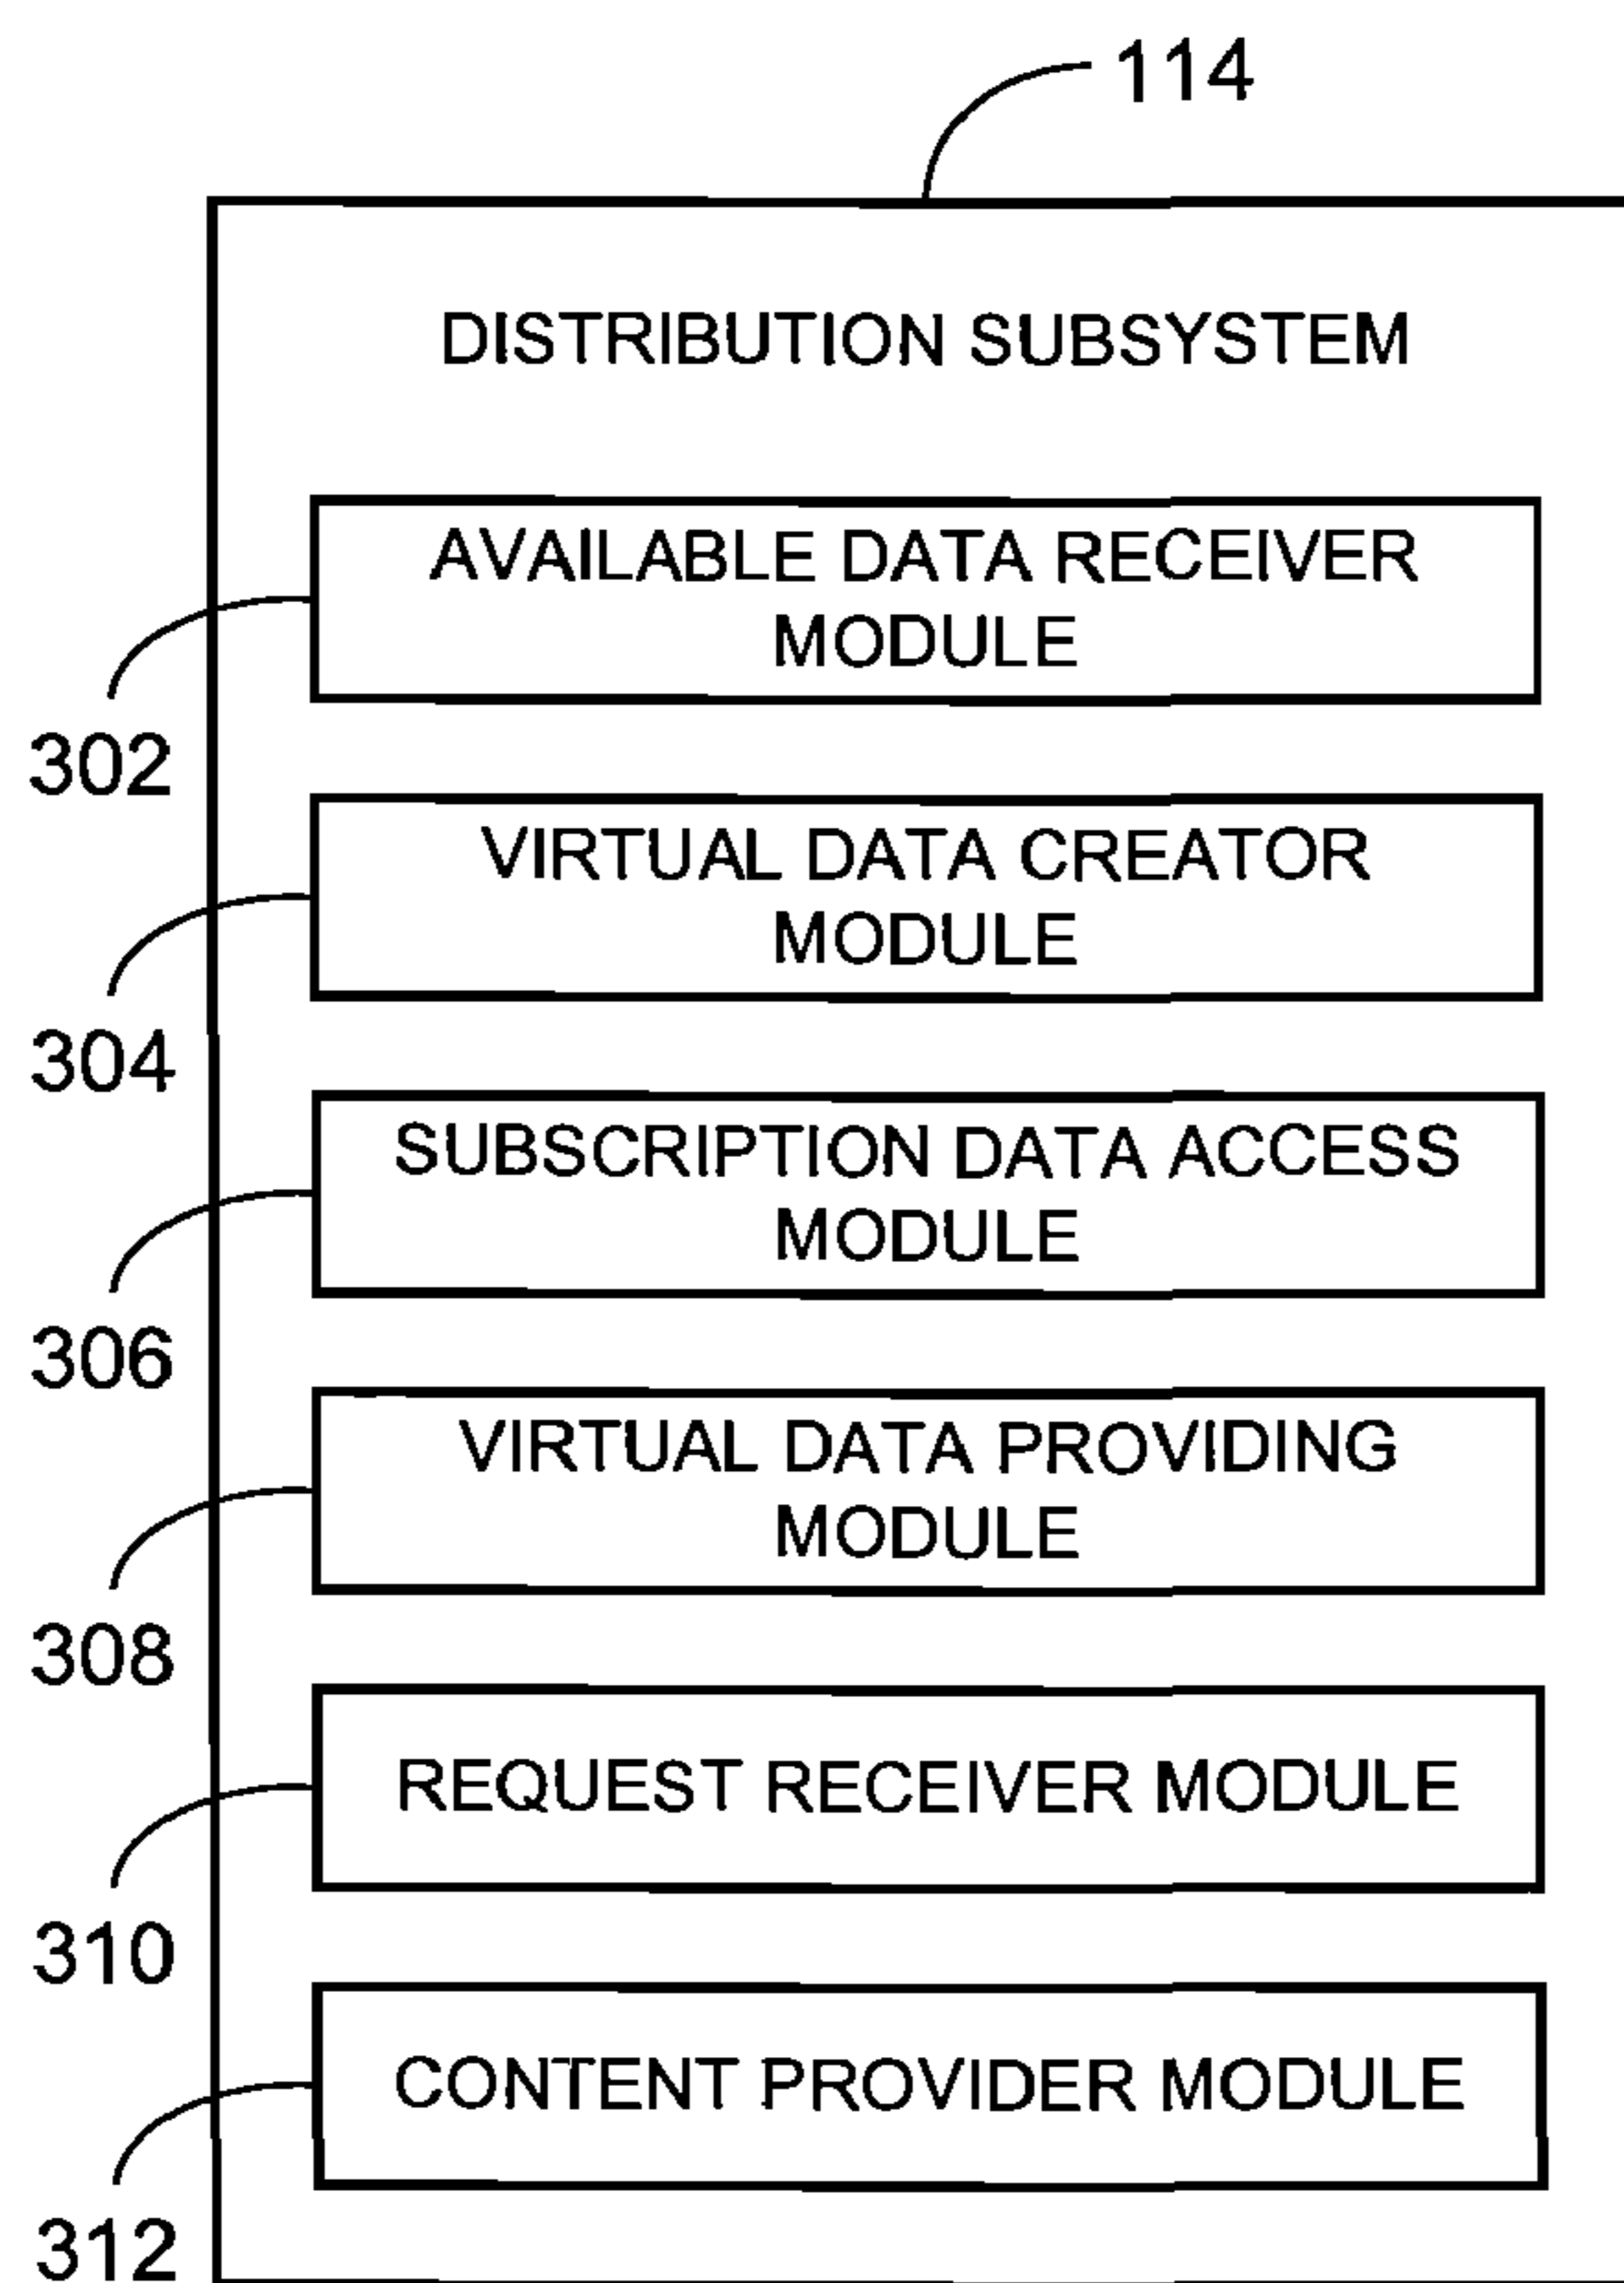 114
DISTRIBUTION SUBSYSTEM
AVAILABLE DATA RECEIVER
MODULE
302
VIRTUAL DATA CREATOR
MODULE
304
SUBSCRIPTION DATA ACCESS
MODULE
306
VIRTUAL DATA PROVIDING
MODULE
308
REQUEST RECEIVER MODULE
310
CONTENT PROVIDER MODULE
312